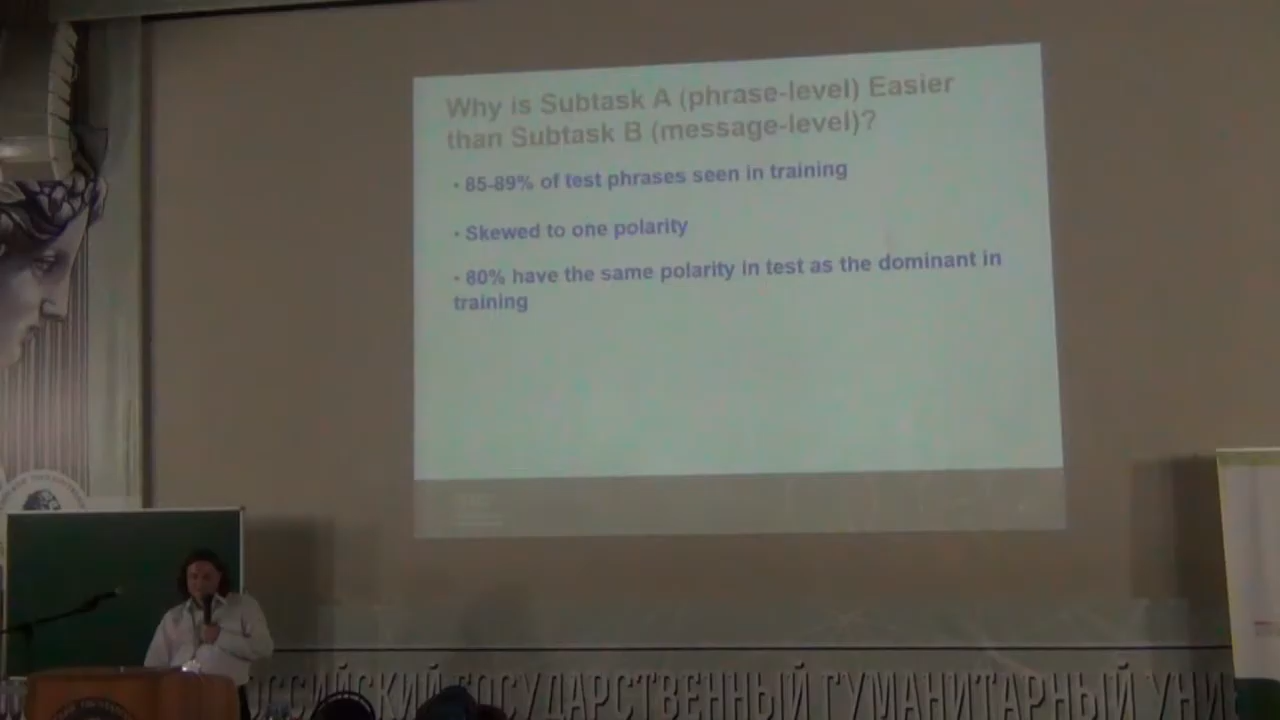 Why is Subtask A (phrase-level) Easier
than Subtask B (message-level)?
• 85-89% of test phrases seen in training
• Skewed to one polarity
• 80% have the same polarity in test as the dominant in
training
ОССИЙСКИЙ ГОСУДАРСТВЕННЫЙ ГУМАНИТАРНЫЙ УНИ